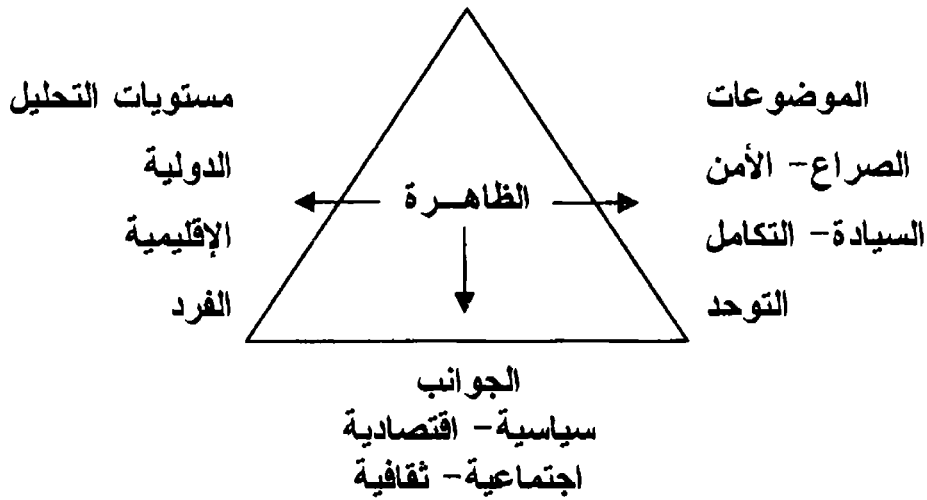 الموضوعات
الصراع- الأمن
السيادة- التكامل
التوحد
الظاهـرة
مستويات التحليل
الدولية
الإقليمية
الفرد
الجوانب
سياسية- اقتصادية
اجتماعية- ثقافية